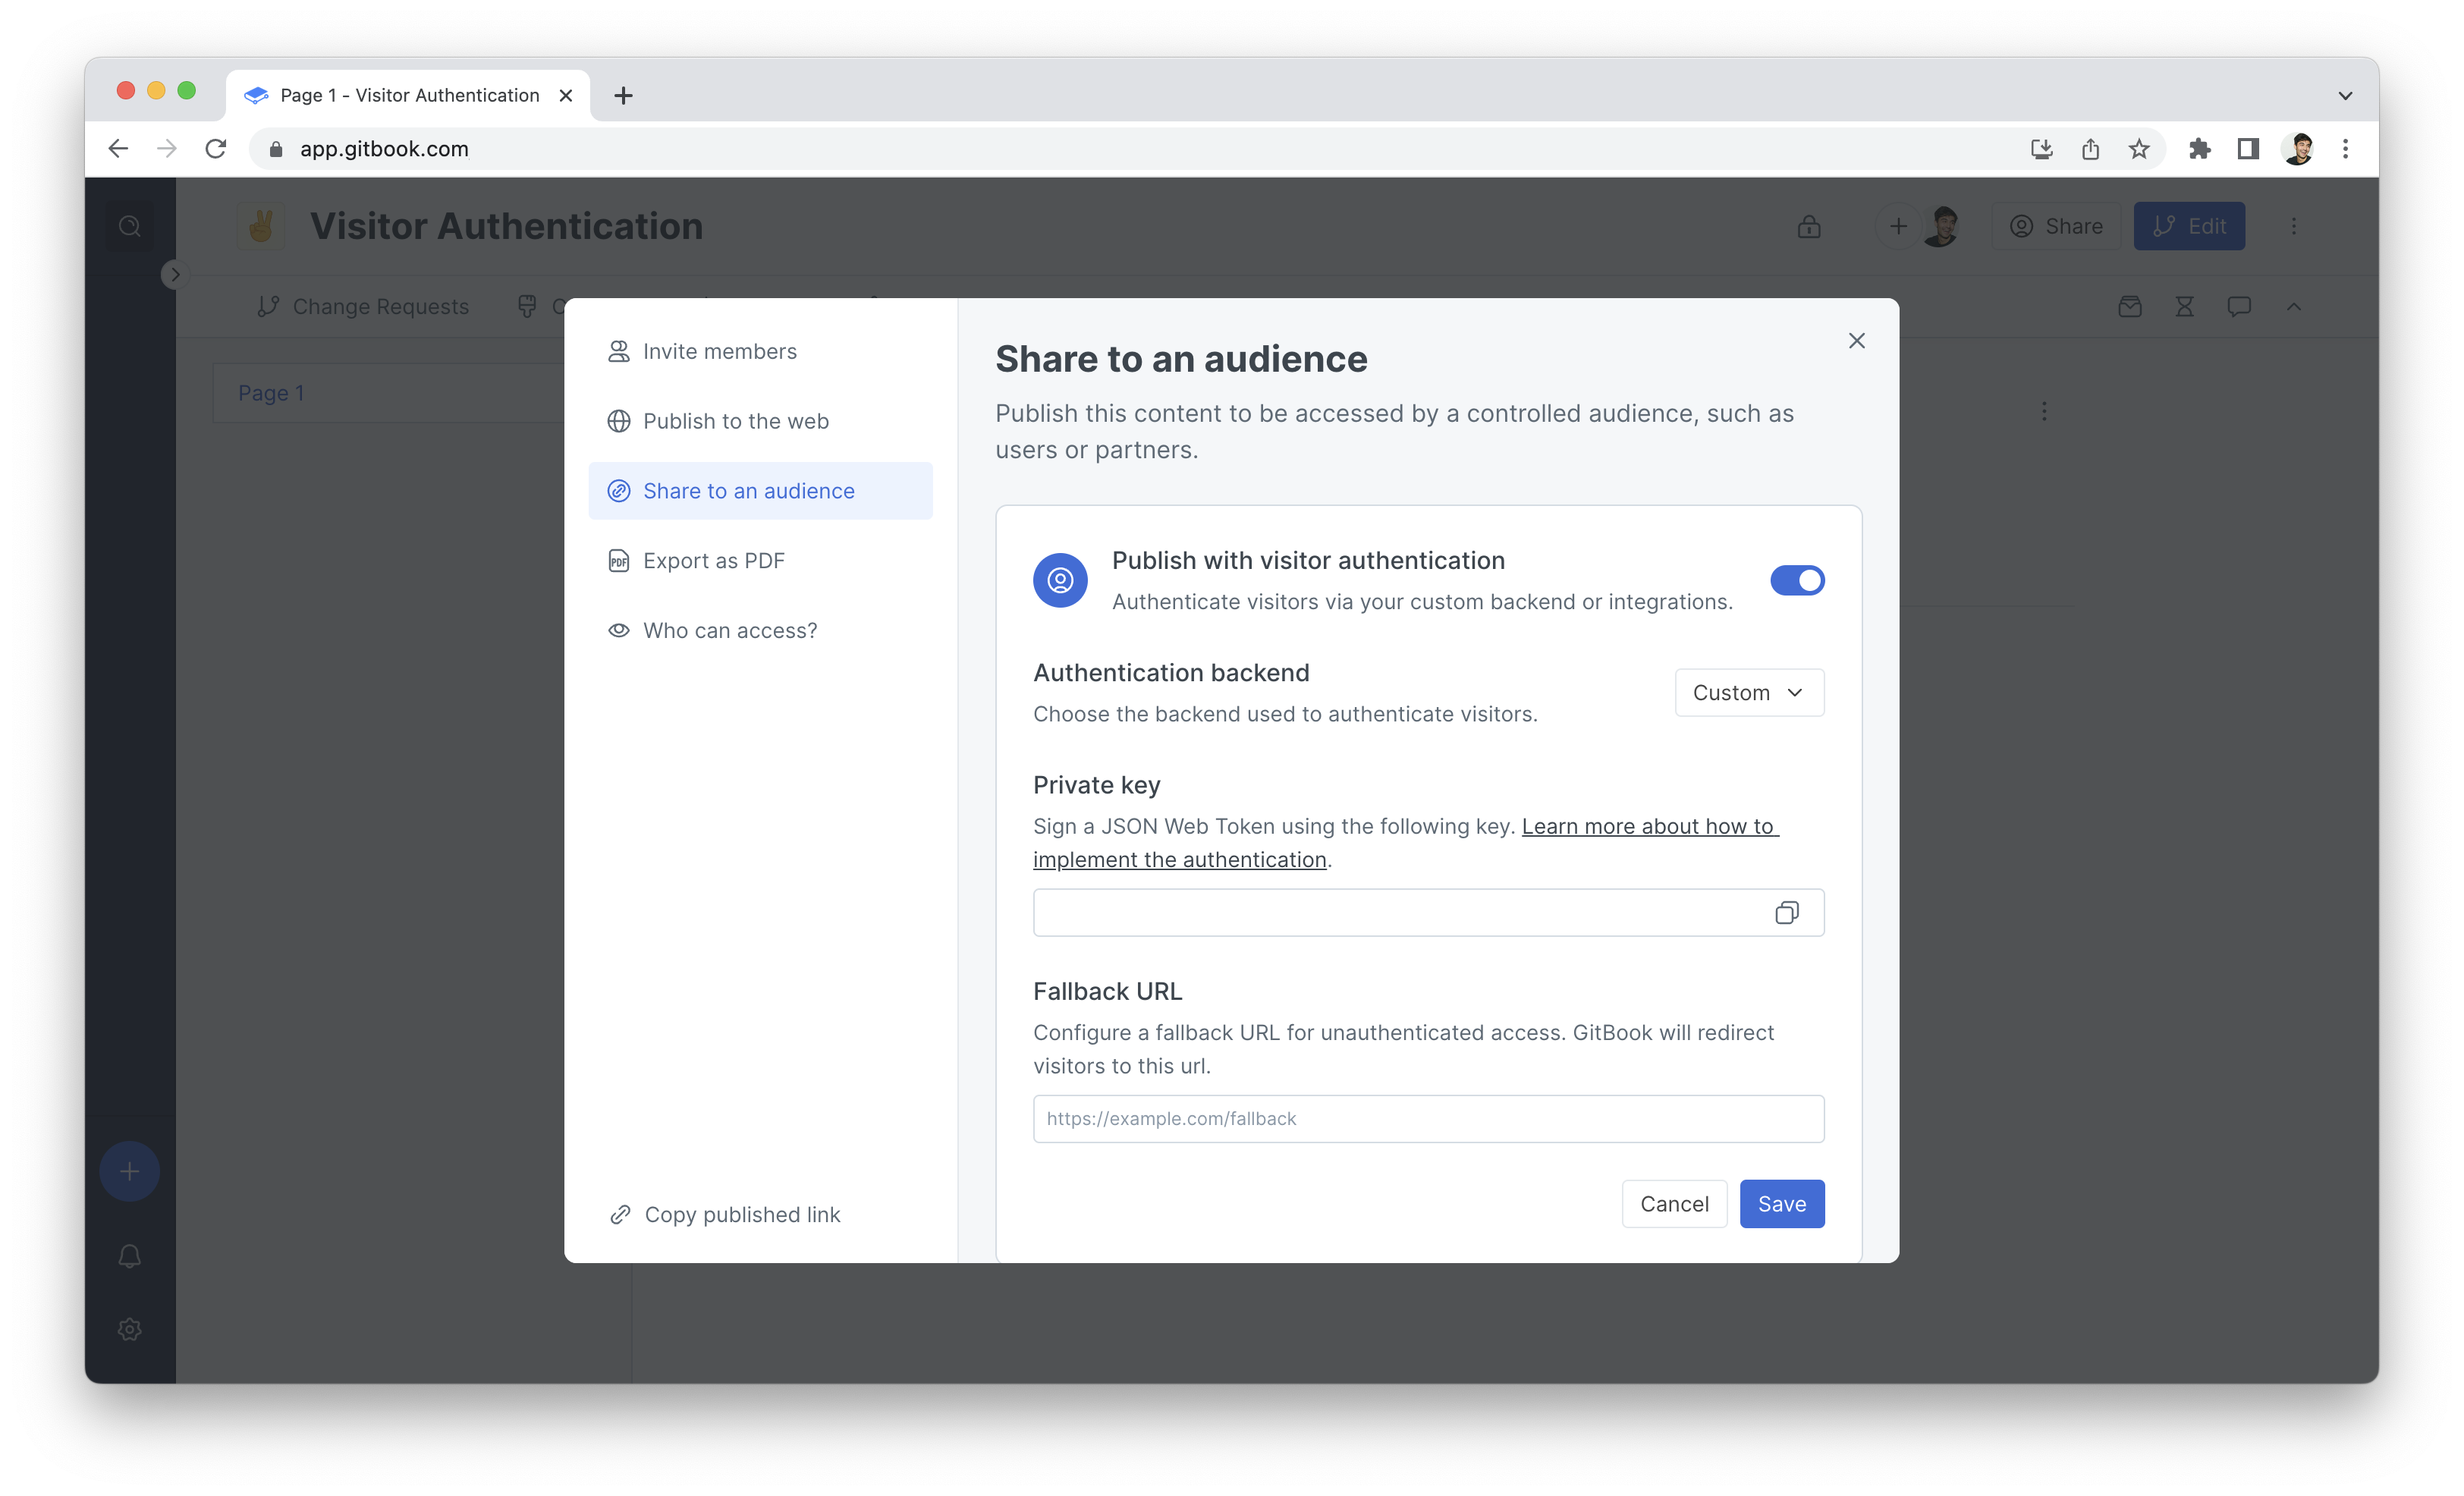 Page 1 - Visitor Authentication
app.gitbook.com
Visitor Authentication
Share
Edit
Change Requests
Page 1
Invite members
Publish to the web
Share to an audience
Export as PDF
Who can access?
Copy published link
Share to an audience
Publish this content to be accessed by a controlled audience, such as
users or partners.
Publish with visitor authentication
Authenticate visitors via your custom backend or integrations.
Authentication backend
Choose the backend used to authenticate visitors.
Custom
Private key
Sign a JSON Web Token using the following key. Learn more about how to
implement the authentication.
Fallback URL
Configure a fallback URL for unauthenticated access. GitBook will redirect
visitors to this url.
https://example.com/fallback
Cancel
Save